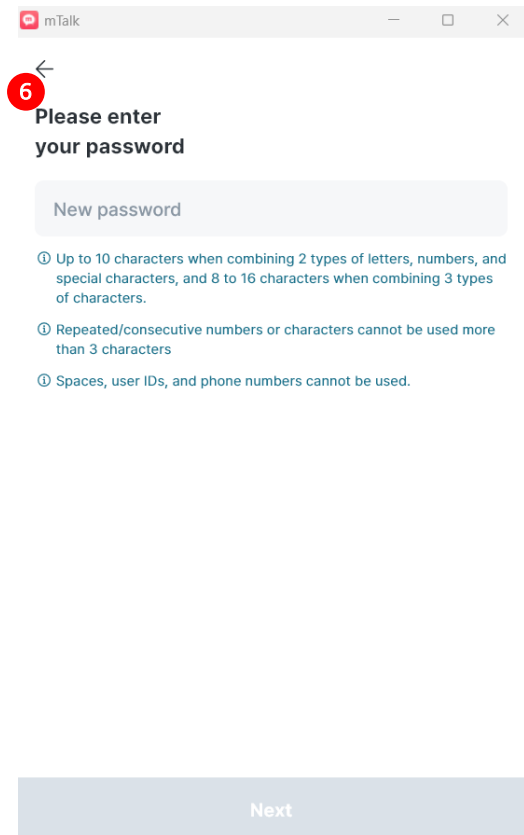 mTalk
6
Please enter
your password
New password
Up to 10 characters when combining 2 types of letters, numbers, and
special characters, and 8 to 16 characters when combining 3 types
of characters.
Repeated/consecutive numbers or characters cannot be used more
than 3 characters
Spaces, user IDs, and phone numbers cannot be used.
Next